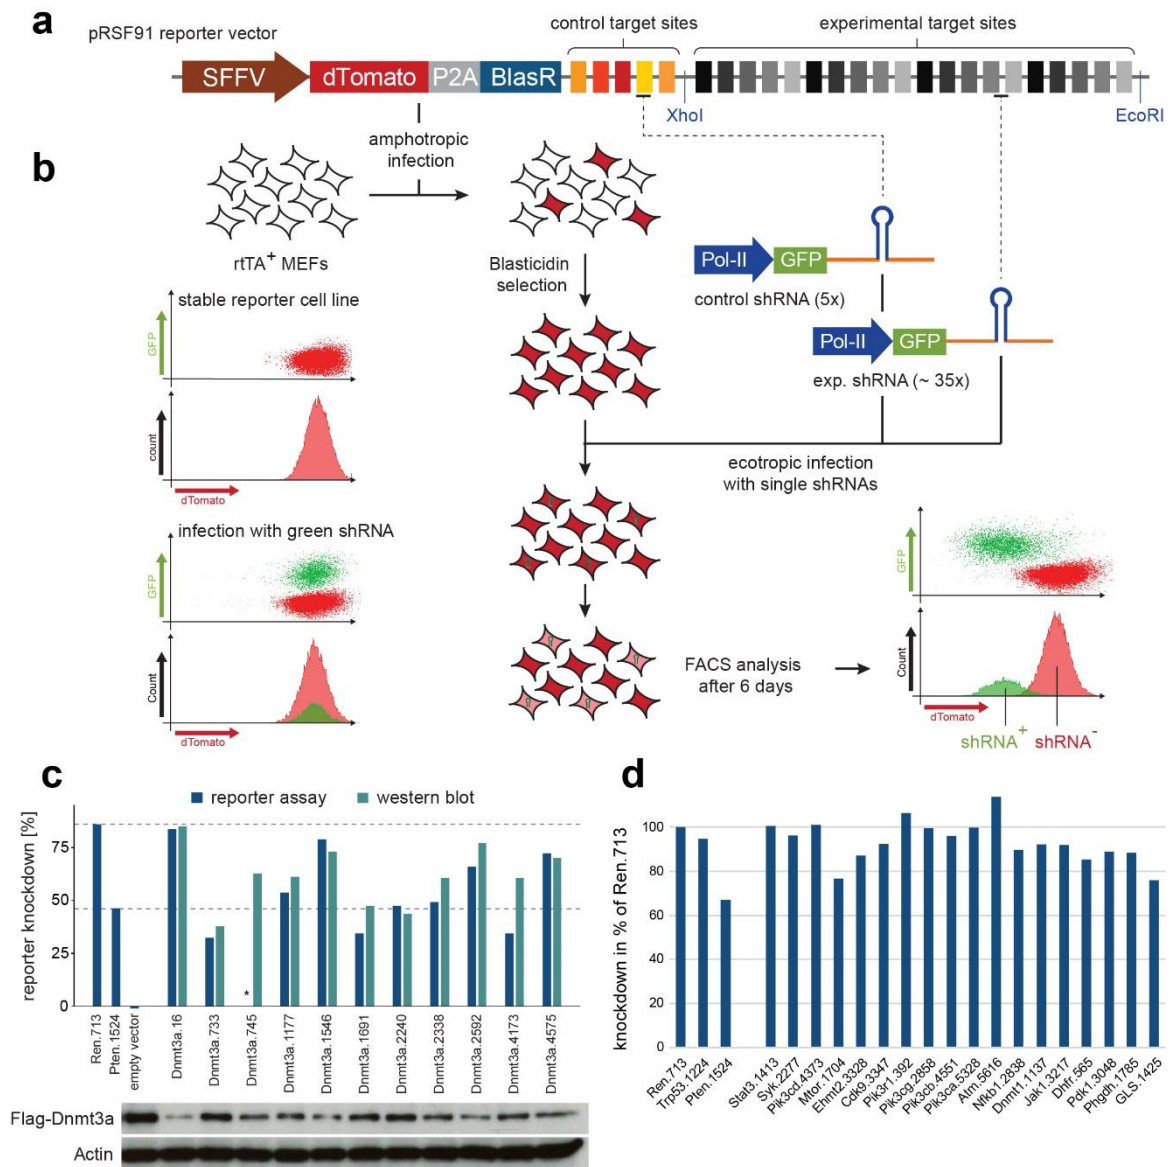 a
pRSF91 reporter vector
control target sites
experimental target sites
SFFV
dTomato
P2A
BlasR
XhoI
EcoRI
amphotropic
infection
b
rtTA+ MEFs
Blasticidin
selection
Pol-II
GFP
control shRNA (5x)
Pol-II
GFP
exp. shRNA (~ 35x)
stable reporter cell line
GFP
count
dTomato
ecotropic infection
with single shRNAs
infection with green shRNA
GFP
Count
dTomato
FACS analysis
after 6 days
GFP
Count
dTomato
shRNA+
shRNA-
c
reporter assay
western blot
reporter knockdown [%]
75
50
25
0
*
Ren.713
Pten.1524
empty vector
Dnmt3a.16
Dnmt3a.733
Dnmt3a.745
Dnmt3a.1177
Dnmt3a.1546
Dnmt3a.1691
Dnmt3a.2240
Dnmt3a.2338
Dnmt3a.2592
Dnmt3a.4173
Dnmt3a.4575
Flag-Dnmt3a
Actin
d
knockdown in % of Ren.713
100
80
60
40
20
0
Ren.713
Trp53.1224
Pten.1524
Stat3.1413
Syk.2277
Pik3cd.4373
Mtor.1704
Ehmt2.3328
Cdk9.3347
Pik3r1.392
Pik3cg.2858
Pik3cb.4551
Pik3ca.5328
Atm.5616
Nfkb1.2838
Dnmt1.1137
Jak1.3217
Dhfr.565
Pdk1.3048
Phgdh.1785
GLS.1425